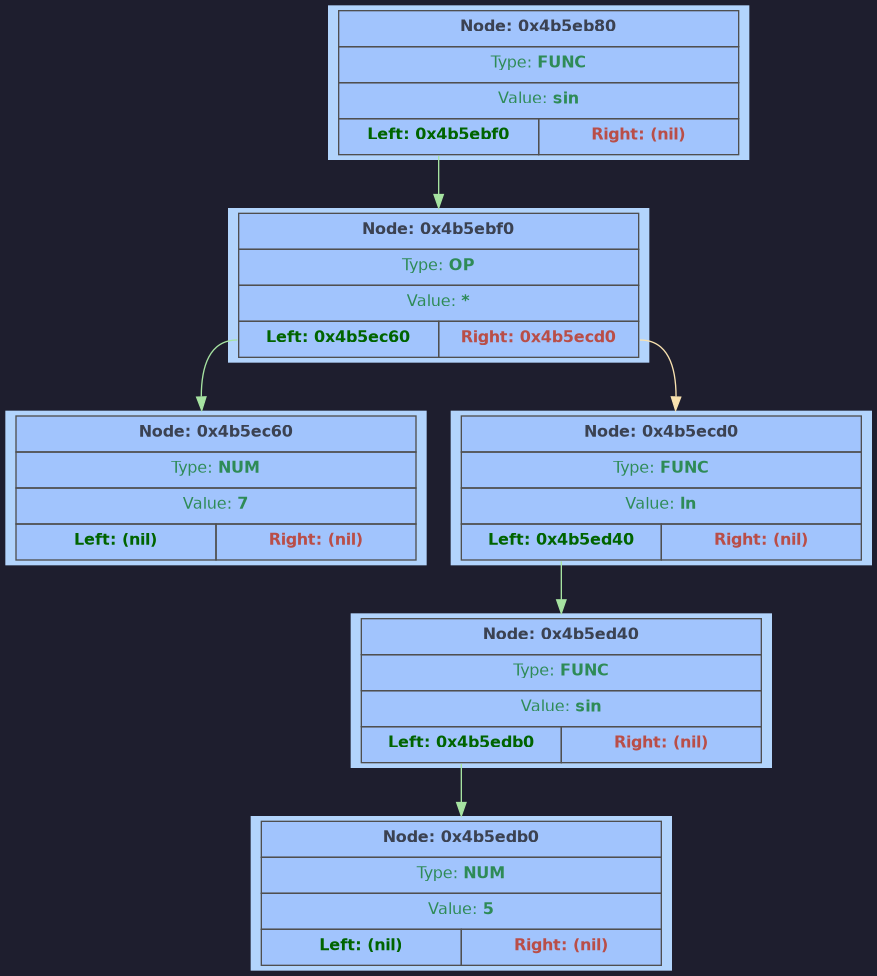 Node: 0x4b5eb80
Type: FUNC
Value: sin
Left: 0x4b5ebf0 Right: (nil)
Node: 0x4b5ebf0
Type: OP
Value: *
Left: 0x4b5ec60 Right: 0x4b5ecd0
Node: 0x4b5ec60
Type: NUM
Value: 7
Left: (nil) Right: (nil)
Node: 0x4b5ecd0
Type: FUNC
Value: ln
Left: 0x4b5ed40 Right: (nil)
Node: 0x4b5ed40
Type: FUNC
Value: sin
Left: 0x4b5edb0 Right: (nil)
Node: 0x4b5edb0
Type: NUM
Value: 5
Left: (nil) Right: (nil)